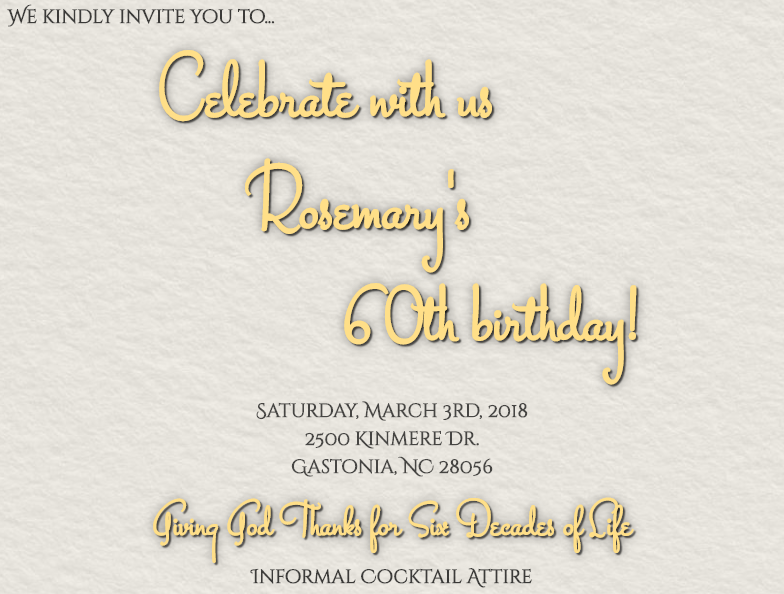 We kindly invite you to...
Celebrate with us
Rosemary's
60th birthday!
Saturday, March 3rd, 2018
2500 Kinmere Dr.
Gastonia, NC 28056
Giving God Thanks for Six Decades of Life
Informal Cocktail Attire